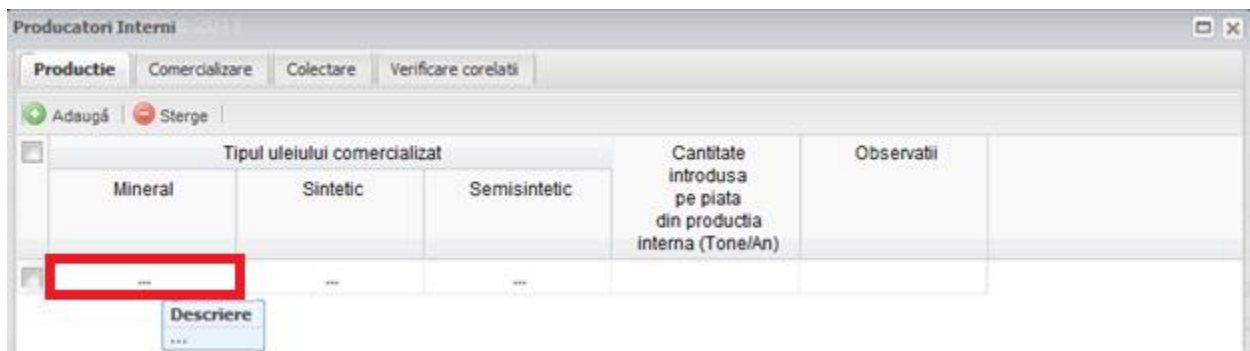 Producatori Interni
Productie Comercializare Colectare Verificare corelatii
Adaugă Sterge
Tipul uleiului comercializat Cantitate introdusa pe piata din productia interna (Tone/An) Observatii
Mineral Sintetic Semisintetic
... ... ...
Descriere
...